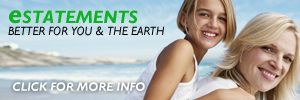 eSTATEMENTS
BETTER FOR YOU & THE EARTH
CLICK FOR MORE INFO